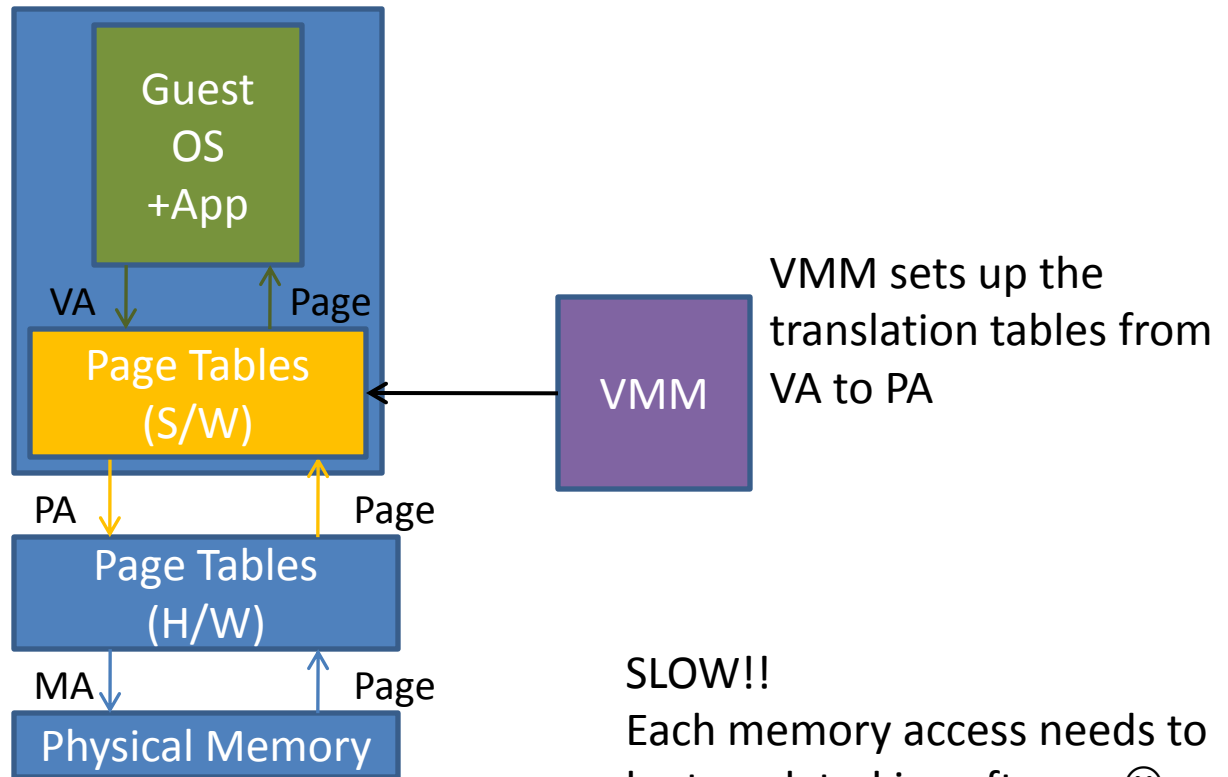 Guest
OS
+App
VA
Page
Page Tables
(S/W)
VMM
VMM sets up the
translation tables from
VA to PA
PA
Page
Page Tables
(H/W)
MA
Page
Physical Memory
SLOW!!
Each memory access needs to